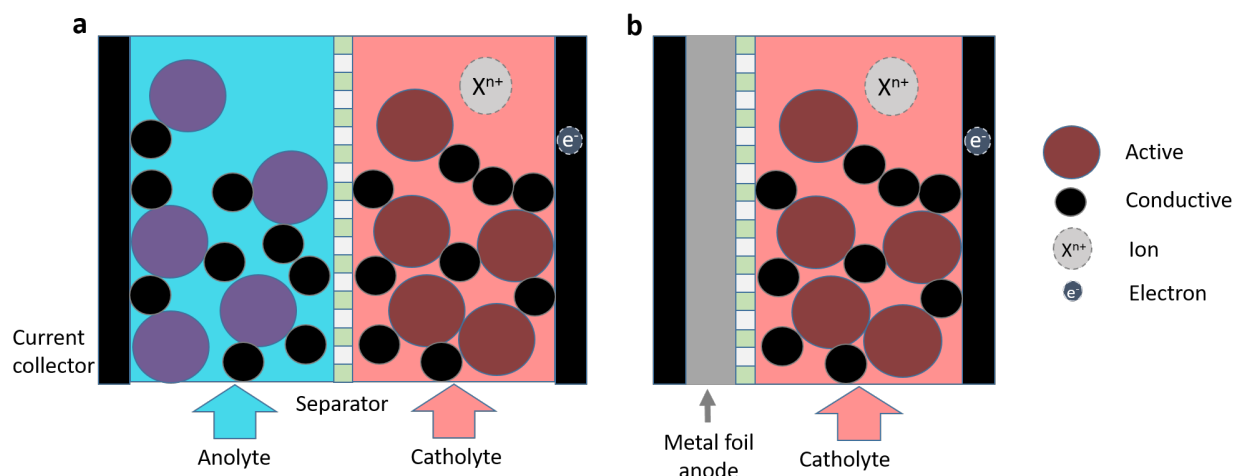 a
b
Xⁿ⁺
Xⁿ⁺
e⁻
e⁻
Active
Conductive
Xⁿ⁺
Ion
e⁻
Electron
Current
collector
Separator
Anolyte
Catholyte
Metal foil
anode
Catholyte